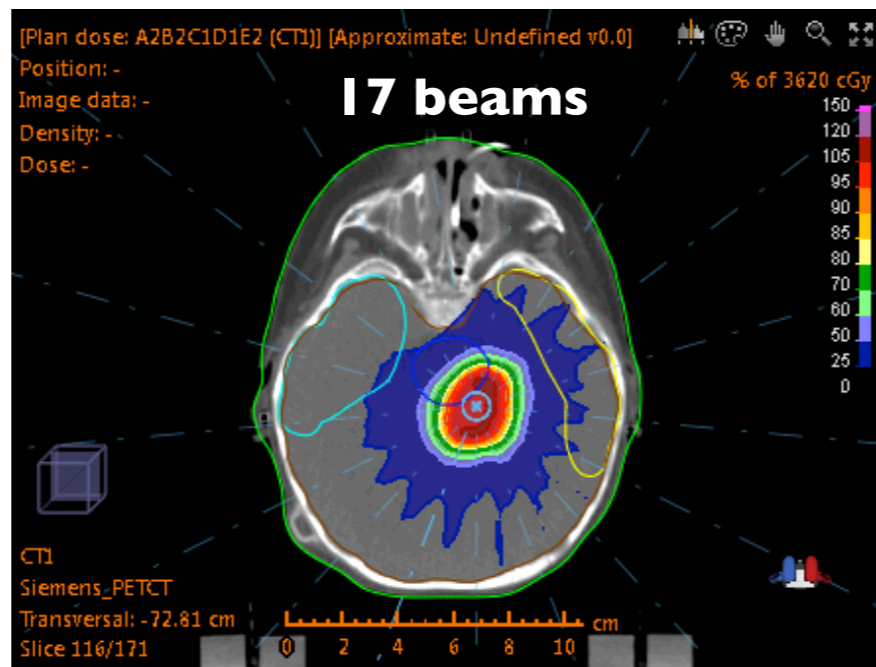 [Plan dose: A2B2C1D1E2 (CT1)] [Approximate: Undefined v0.0]
Position: -
Image data: -
Density: -
Dose: -
17 beams
% of 3620 cGy
150
120
105
95
90
85
80
70
60
50
25
0
CT1
Siemens_PETCT
Transversal: -72.81 cm
Slice 116/171
0 2 4 6 8 10 cm